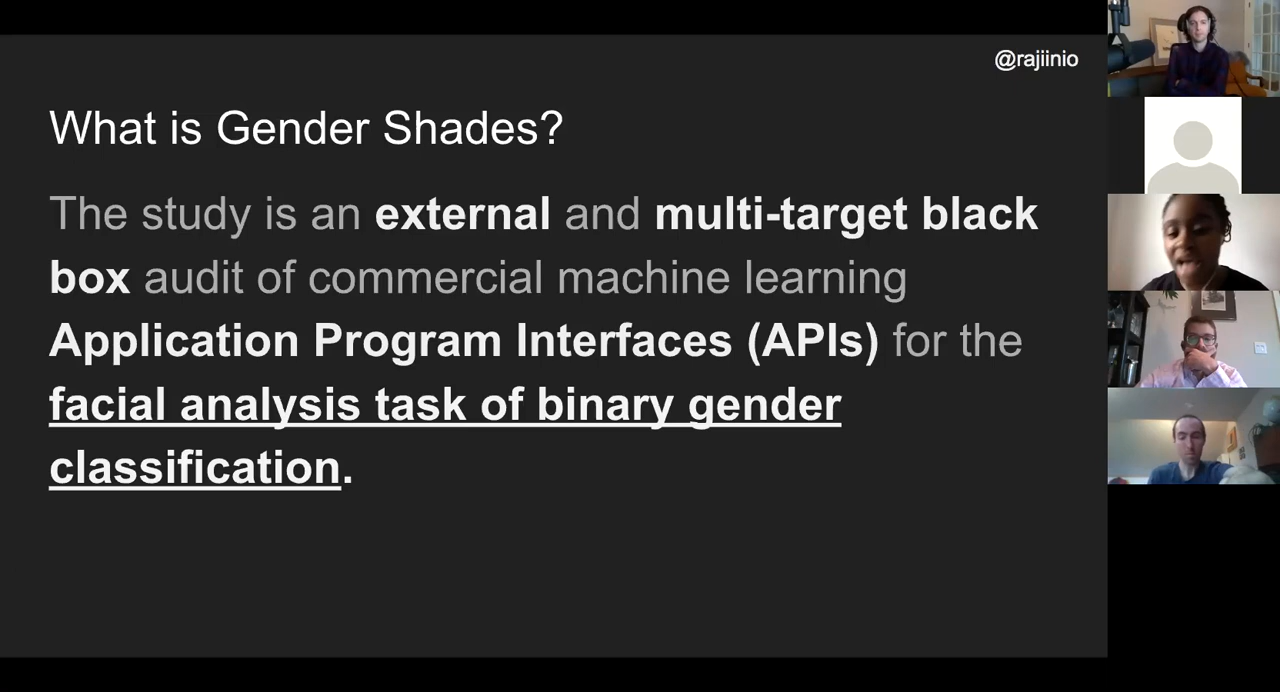 @rajiinio
What is Gender Shades?
The study is an external and multi-target black
box audit of commercial machine learning
Application Program Interfaces (APIs) for the
facial analysis task of binary gender
classification.